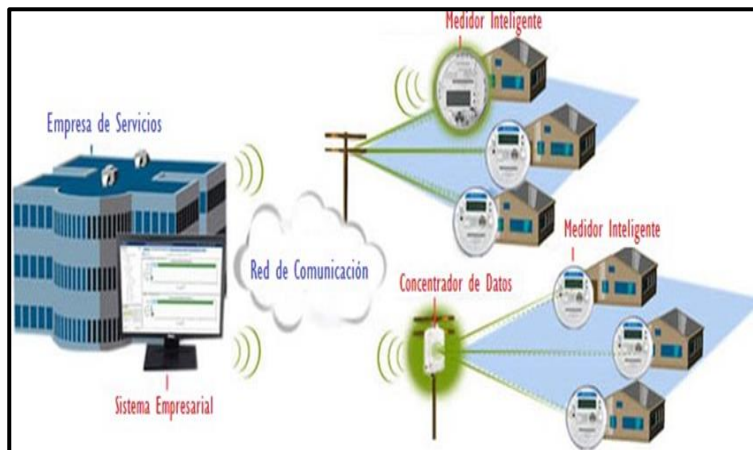 Medidor Inteligente
Empresa de Servicios
Medidor Inteligente
Red de Comunicación
Concentrador de Datos
Sistema Empresarial